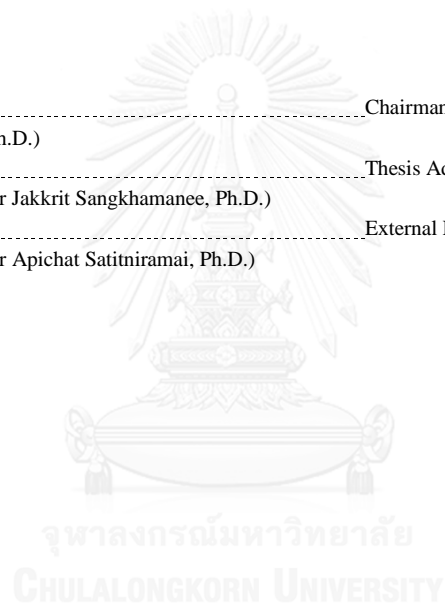 Chairman
h.D.)
Thesis Ad
r Jakkrit Sangkhamanee, Ph.D.)
External
r Apichat Satitniramai, Ph.D.)
จุฬาลงกรณ์มหาวิทยาลัย
CHULALONGKORN UNIVERSITY